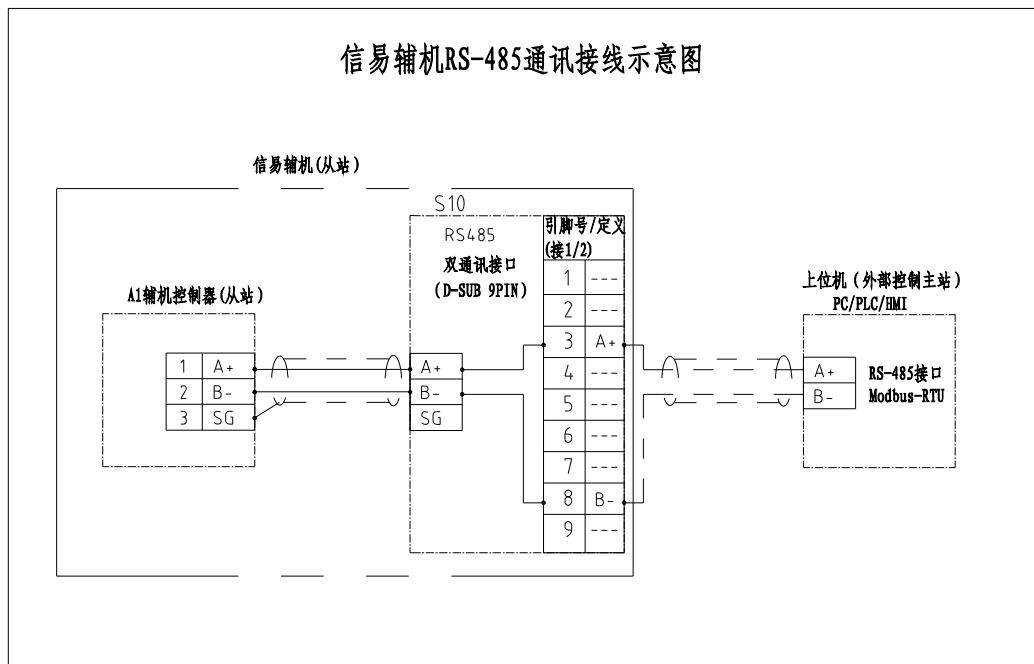 信易辅机RS-485通讯接线示意图
信易辅机(从站)
S10
RS485
双通讯接口
(D-SUB 9PIN)
引脚号/定义
(接1/2)
1 ---
2 ---
3 A+
4 ---
5 ---
6 ---
7 ---
8 B-
9 ---
A1辅机控制器(从站)
1 A+
2 B-
3 SG
A+
B-
SG
上位机(外部控制主站)
PC/PLC/HMI
A+
B-
RS-485接口
Modbus-RTU